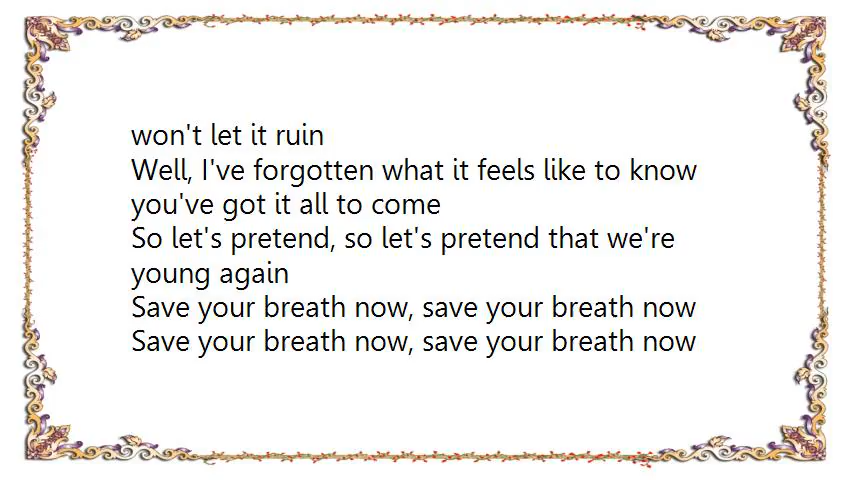 won't let it ruin
Well, I've forgotten what it feels like to know
you've got it all to come
So let's pretend, so let's pretend that we're
young again
Save your breath now, save your breath now
Save your breath now, save your breath now